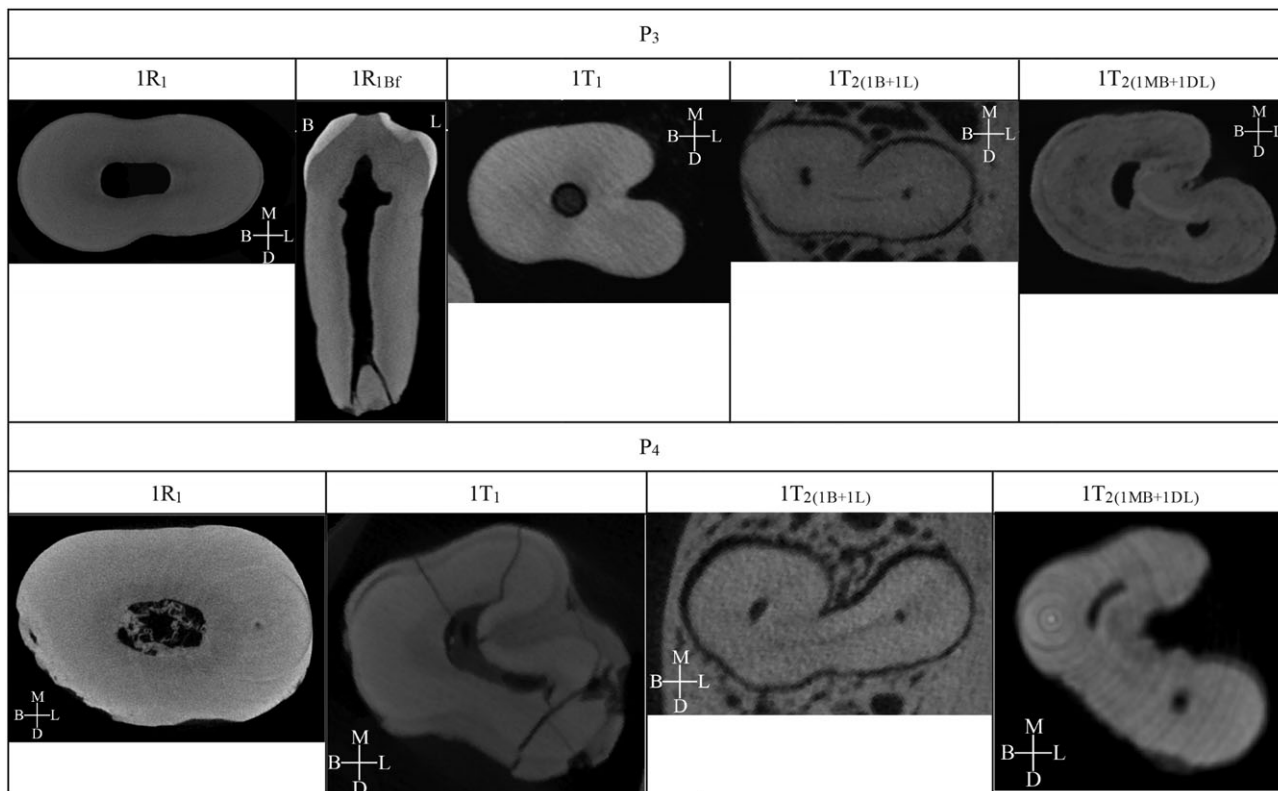 P₃
1R₁ 1R₁Bf 1T₁ 1T₂(1B+1L) 1T₂(1MB+1DL)
B L
M
B L
D
M
B L
D
M
B L
D
M
B L
D
P₄
1R₁ 1T₁ 1T₂(1B+1L) 1T₂(1MB+1DL)
M
B L
D
M
B L
D
M
B L
D
M
B L
D